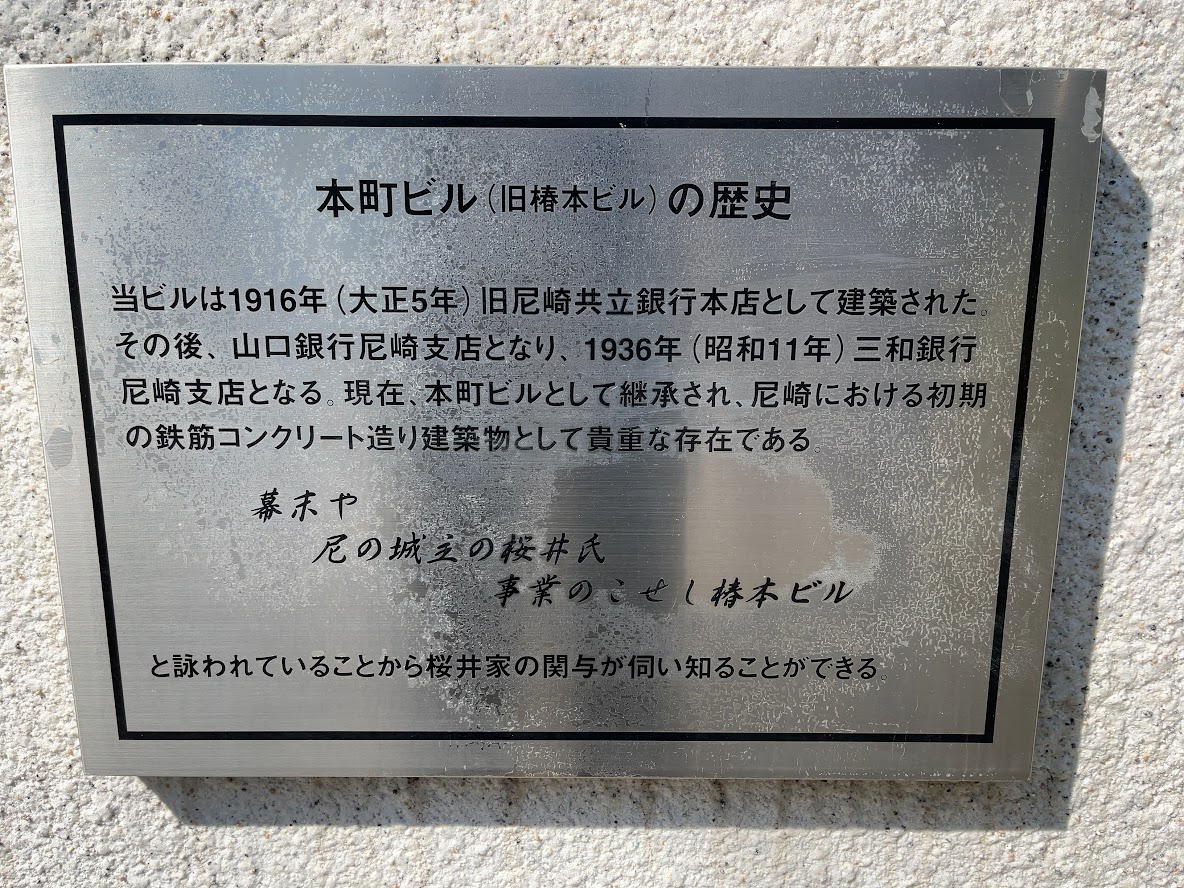 本町ビル（旧椿本ビル）の歴史
当ビルは1916年（大正5年）旧尼崎共立銀行本店として建築された。
その後、山口銀行尼崎支店となり、1936年（昭和11年）三和銀行
尼崎支店となる。現在、本町ビルとして継承され、尼崎における初期
の鉄筋コンクリート造り建築物として貴重な存在である。
幕末や
尼の城主の桜井氏
事業のこせし椿本ビル
と詠われていることから桜井家の関与が伺い知ることができる。